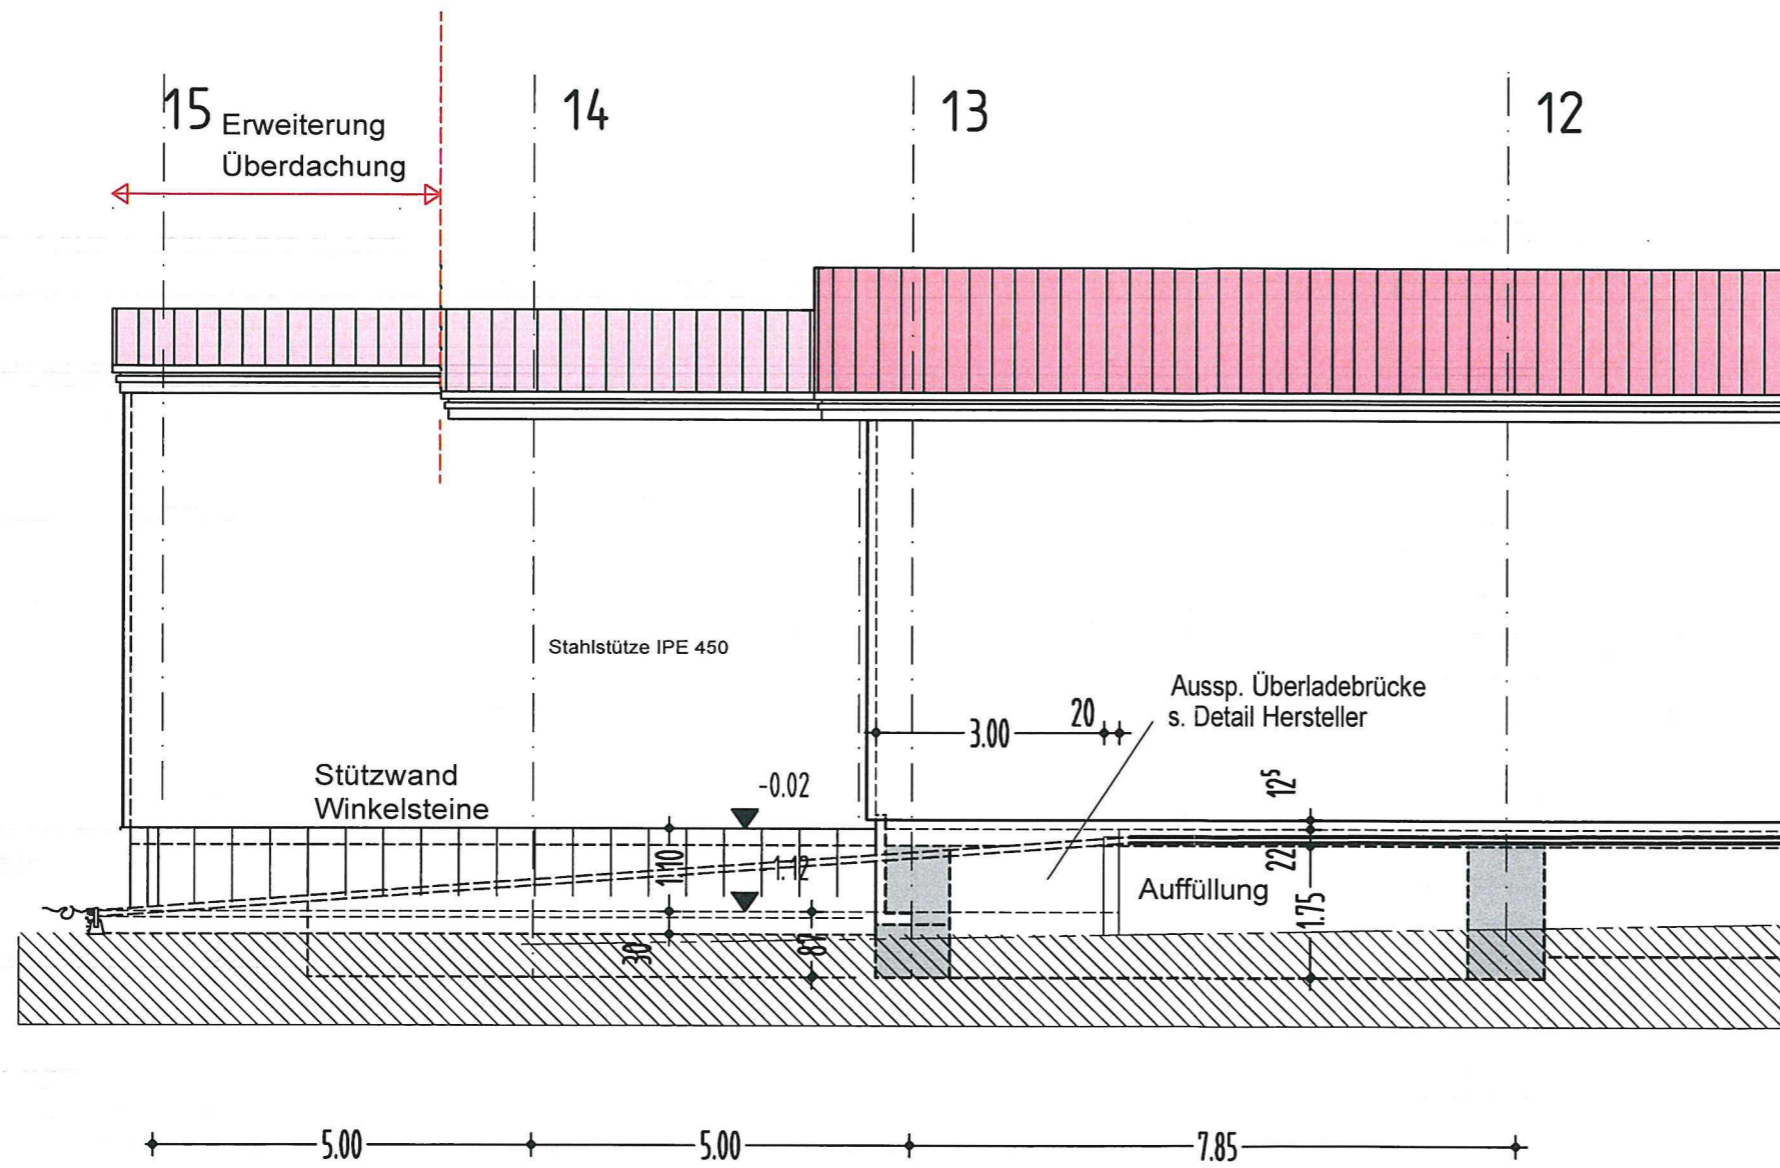 15
14
13
12
Erweiterung
Überdachung
Stahlstütze IPE 450
Aussp. Überladebrücke
s. Detail Hersteller
3.00
20
Stützwand
Winkelsteine
-0.02
12⁵
1.10
1.12
22
Auffüllung
1.75
30
87
5.00
5.00
7.85